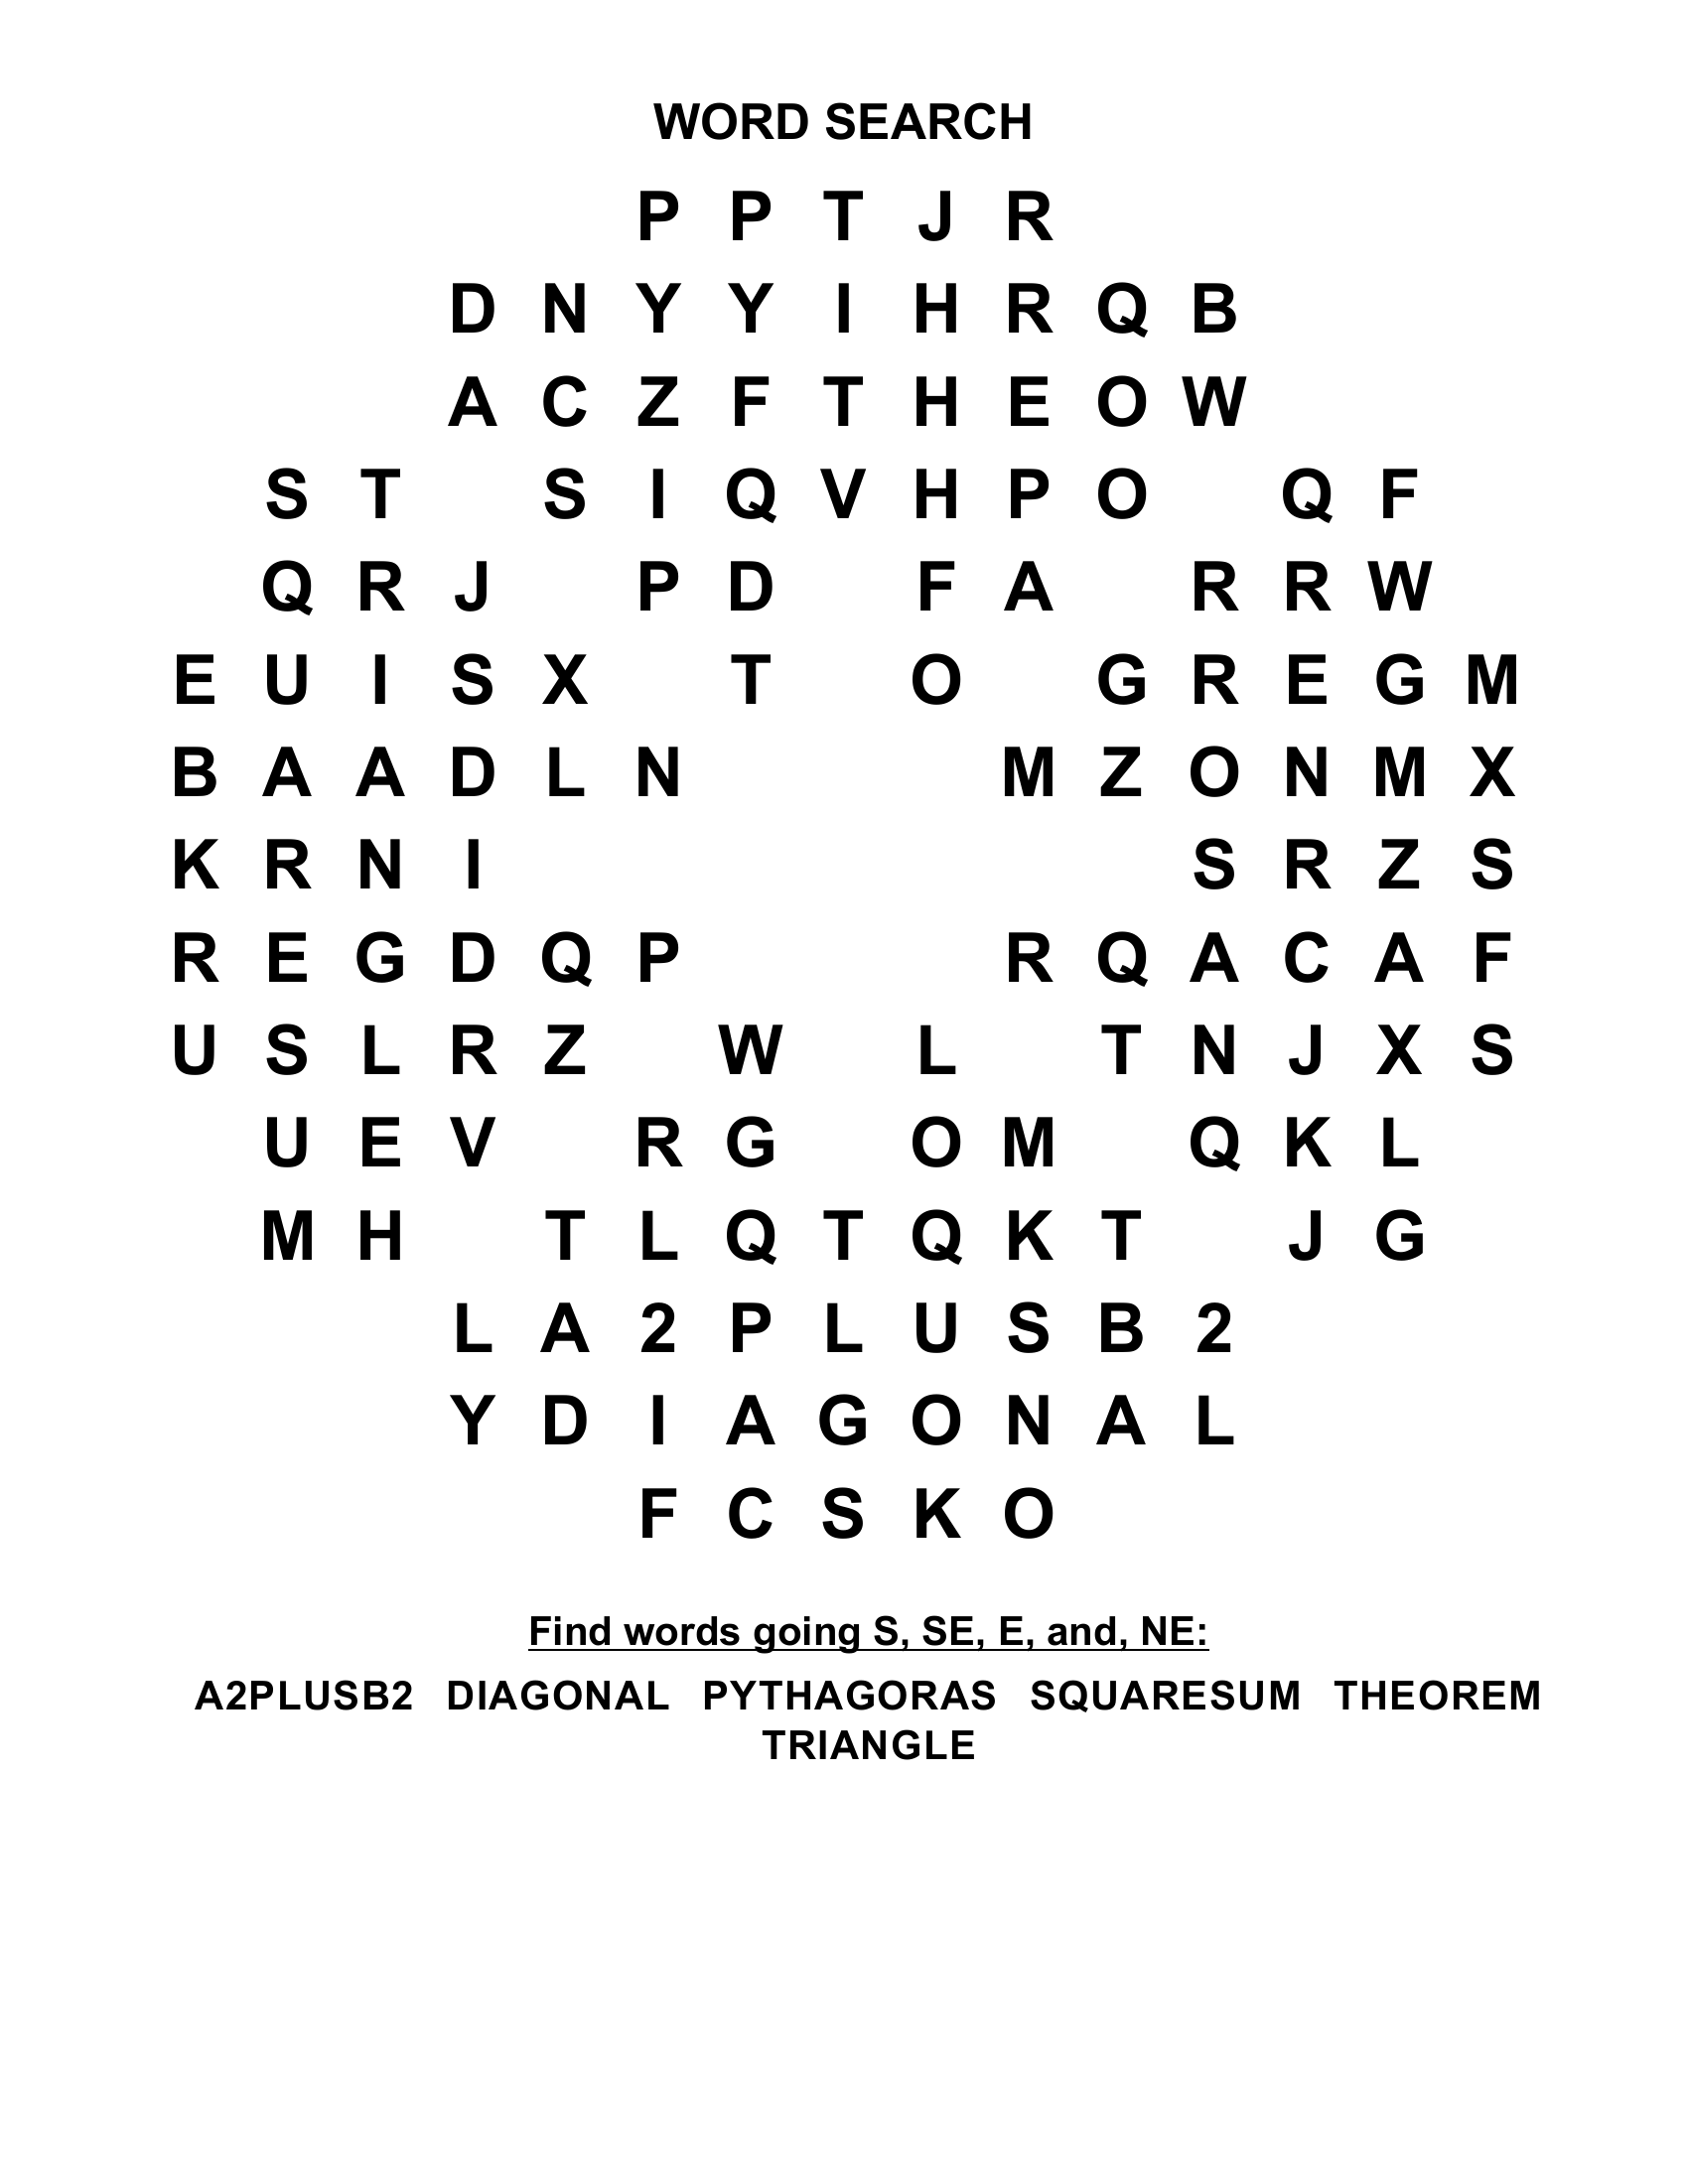 WORD SEARCH
P P T J R
D N Y Y I H R Q B
A C Z F T H E O W
S T S I Q V H P O Q F
Q R J P D F A R R W
E U I S X T O G R E G M
B A A D L N M Z O N M X
K R N I S R Z S
R E G D Q P R Q A C A F
U S L R Z W L T N J X S
U E V R G O M Q K L
M H T L Q T Q K T J G
L A 2 P L U S B 2
Y D I A G O N A L
F C S K O
Find words going S, SE, E, and, NE:
A2PLUSB2 DIAGONAL PYTHAGORAS SQUARESUM THEOREM
TRIANGLE